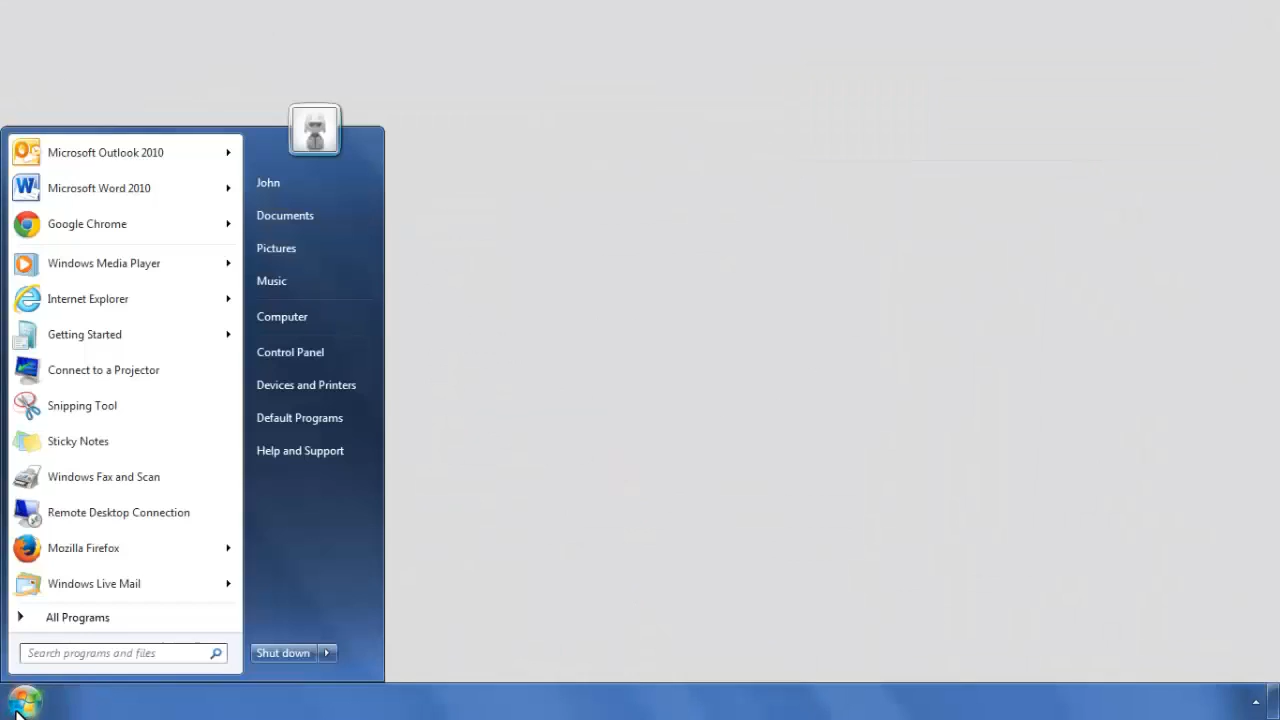 Microsoft Outlook 2010
Microsoft Word 2010
Google Chrome
Windows Media Player
Internet Explorer
Getting Started
Connect to a Projector
Snipping Tool
Sticky Notes
Windows Fax and Scan
Remote Desktop Connection
Mozilla Firefox
Windows Live Mail
All Programs
Search programs and files
John
Documents
Pictures
Music
Computer
Control Panel
Devices and Printers
Default Programs
Help and Support
Shut down